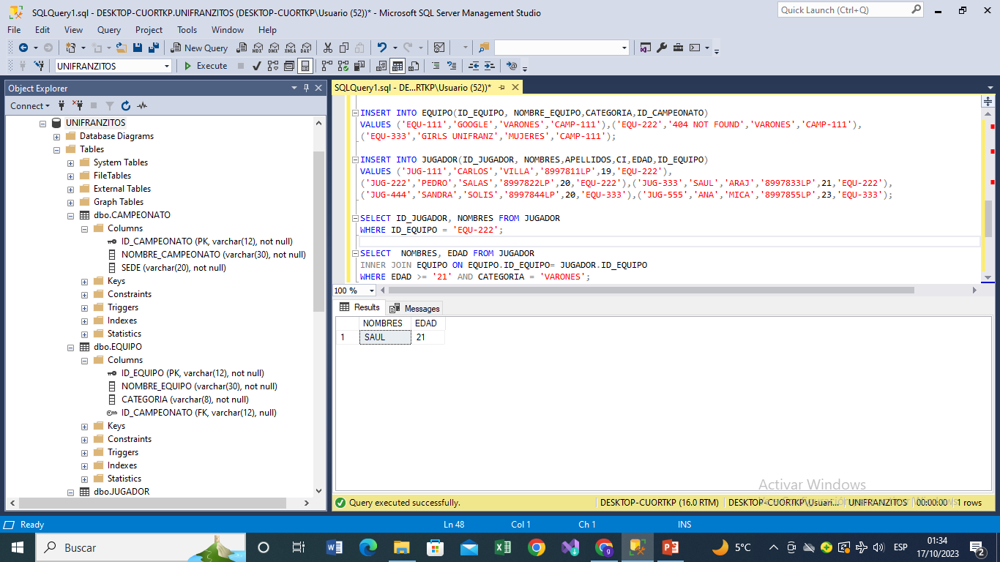 SQLQuery1.sql - DESKTOP-CUORTKP.UNIFRANZITOS (DESKTOP-CUORTKP\Usuario (52))* - Microsoft SQL Server Management Studio
Quick Launch (Ctrl+Q)
File Edit View Query Project Tools Window Help
New Query
MDX DMX XMLA DAX
UNIFRANZITOS
Execute
Object Explorer
Connect
UNIFRANZITOS
Database Diagrams
Tables
System Tables
FileTables
External Tables
Graph Tables
dbo.CAMPEONATO
Columns
ID_CAMPEONATO (PK, varchar(12), not null)
NOMBRE_CAMPEONATO (varchar(30), not null)
SEDE (varchar(20), not null)
Keys
Constraints
Triggers
Indexes
Statistics
dbo.EQUIPO
Columns
ID_EQUIPO (PK, varchar(12), not null)
NOMBRE_EQUIPO (varchar(30), not null)
CATEGORIA (varchar(8), not null)
ID_CAMPEONATO (FK, varchar(12), null)
Keys
Constraints
Triggers
Indexes
Statistics
dbo.JUGADOR
SQLQuery1.sql - DE...RTKP\Usuario (52))*
INSERT INTO EQUIPO(ID_EQUIPO, NOMBRE_EQUIPO,CATEGORIA,ID_CAMPEONATO)
VALUES ('EQU-111','GOOGLE','VARONES','CAMP-111'),('EQU-222','404 NOT FOUND','VARONES','CAMP-111'),
('EQU-333','GIRLS UNIFRANZ','MUJERES','CAMP-111');
INSERT INTO JUGADOR(ID_JUGADOR, NOMBRES,APELLIDOS,CI,EDAD,ID_EQUIPO)
VALUES ('JUG-111','CARLOS','VILLA','8997811LP',19,'EQU-222'),
('JUG-222','PEDRO','SALAS','8997822LP',20,'EQU-222'),('JUG-333','SAUL','ARAJ','8997833LP',21,'EQU-222'),
('JUG-444','SANDRA','SOLIS','8997844LP',20,'EQU-333'),('JUG-555','ANA','MICA','8997855LP',23,'EQU-333');
SELECT ID_JUGADOR, NOMBRES FROM JUGADOR
WHERE ID_EQUIPO = 'EQU-222';
SELECT  NOMBRES, EDAD FROM JUGADOR
INNER JOIN EQUIPO ON EQUIPO.ID_EQUIPO= JUGADOR.ID_EQUIPO
WHERE EDAD >= '21' AND CATEGORIA = 'VARONES';
100 %
Results Messages
NOMBRES EDAD
1 SAUL 21
Activar Windows
Query executed successfully. DESKTOP-CUORTKP (16.0 RTM) DESKTOP-CUORTKP\Usuari... UNIFRANZITOS 00:00:00 1 rows
Ready Ln 48 Col 1 Ch 1 INS
Buscar
5°C
ESP
01:34
17/10/2023
2